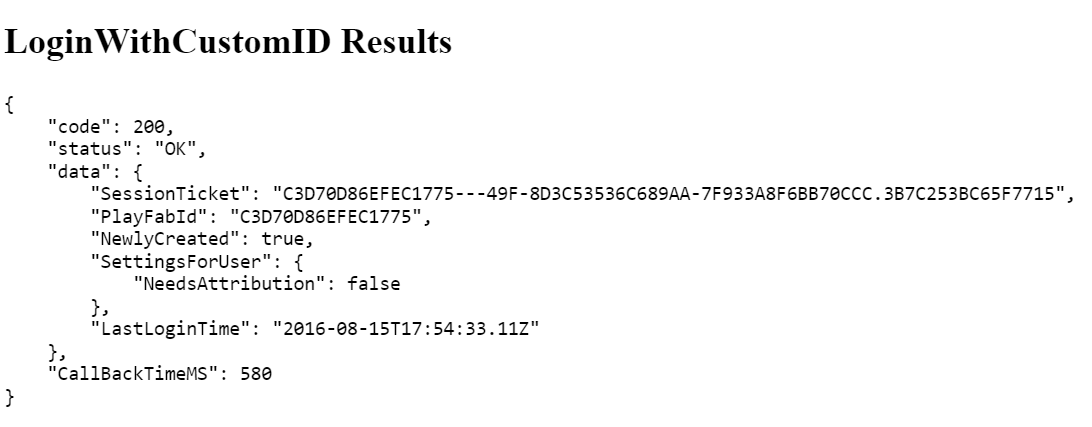 LoginWithCustomID Results
{
    "code": 200,
    "status": "OK",
    "data": {
        "SessionTicket": "C3D70D86EFEC1775---49F-8D3C53536C689AA-7F933A8F6BB70CCC.3B7C253BC65F7715",
        "PlayFabId": "C3D70D86EFEC1775",
        "NewlyCreated": true,
        "SettingsForUser": {
            "NeedsAttribution": false
        },
        "LastLoginTime": "2016-08-15T17:54:33.11Z"
    },
    "CallBackTimeMS": 580
}